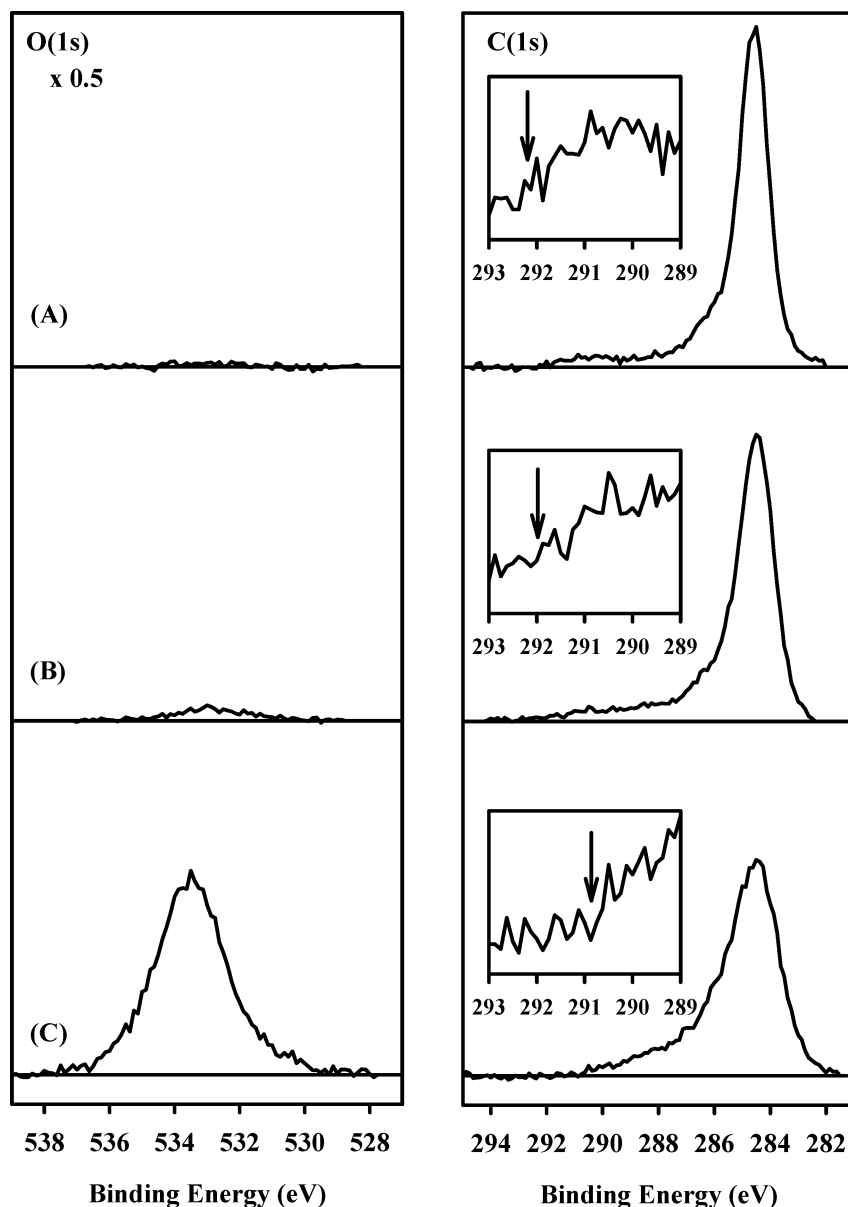 O(1s)
x 0.5
(A)
(B)
(C)
538 536 534 532 530 528
Binding Energy (eV)
C(1s)
293 292 291 290 289
293 292 291 290 289
293 292 291 290 289
294 292 290 288 286 284 282
Binding Energy (eV)